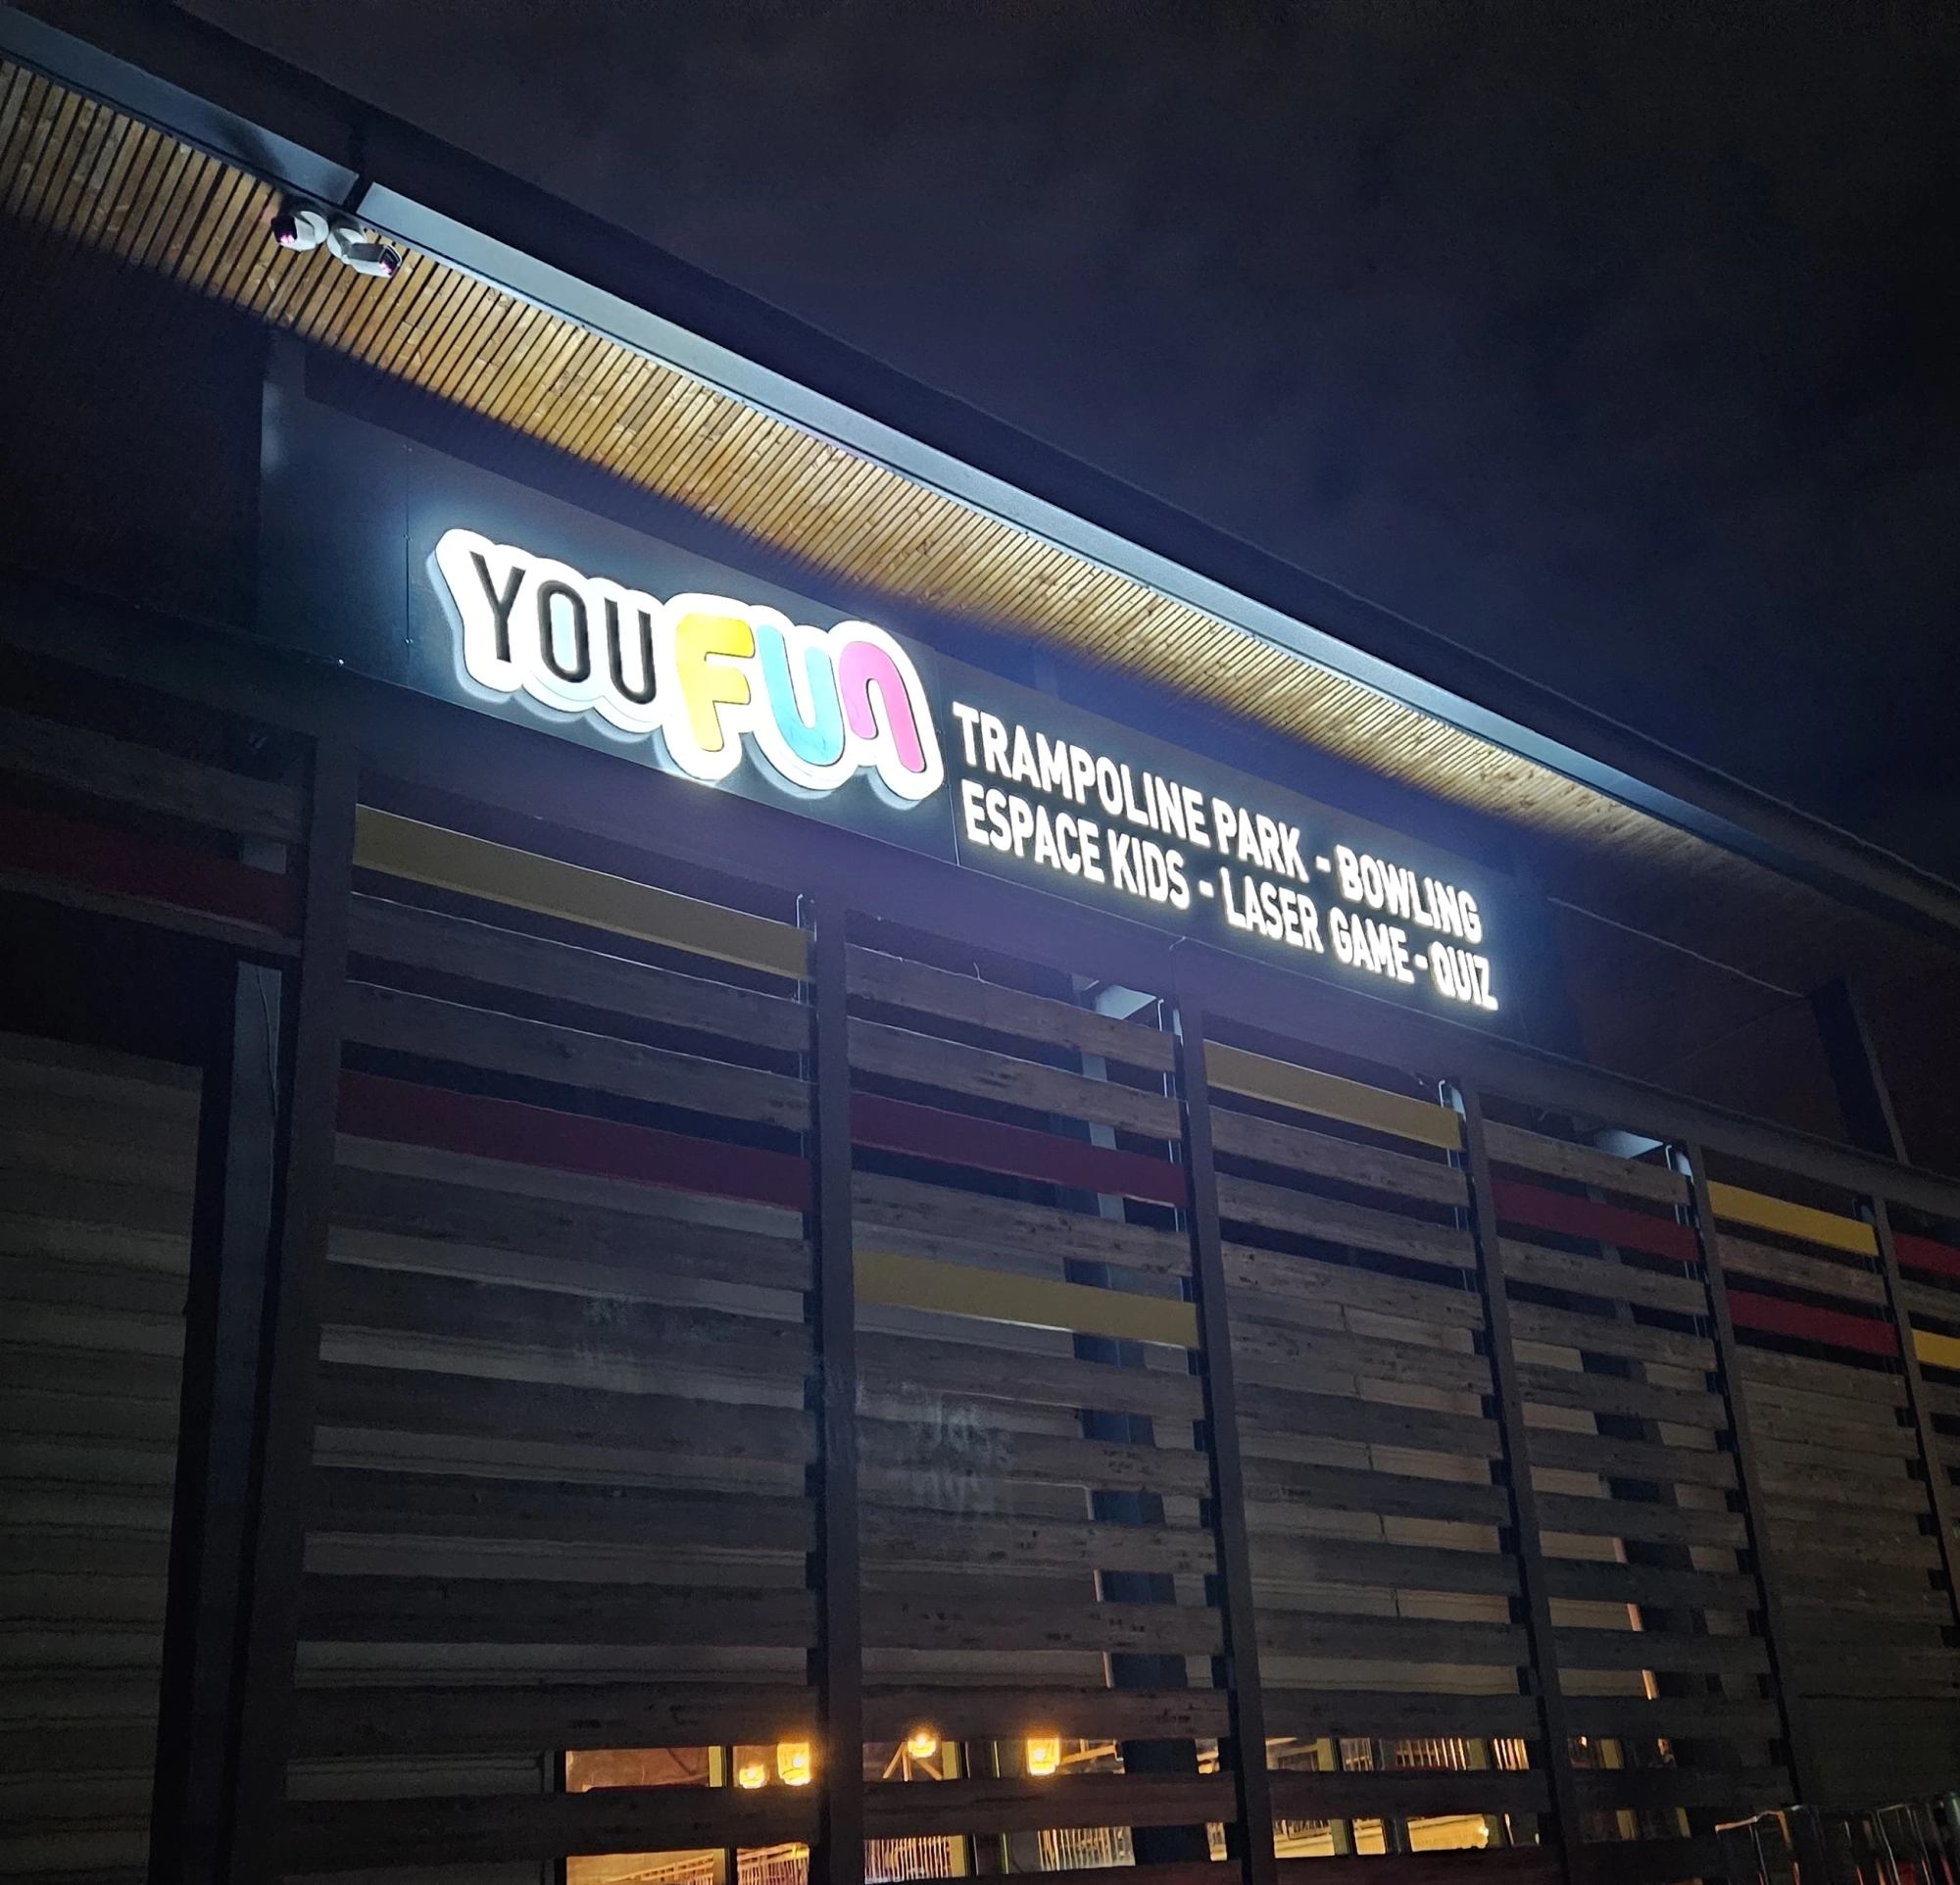 YOUFUN
TRAMPOLINE PARK - BOWLING
ESPACE KIDS - LASER GAME - QUIZ